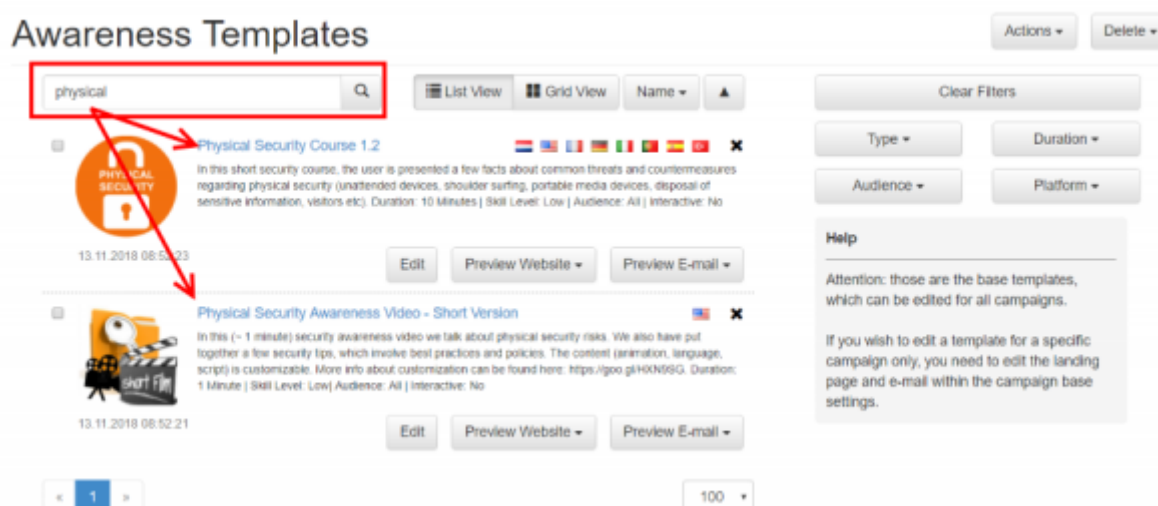 Awareness Templates
Actions
Delete
physical
List View
Grid View
Name
Clear Filters
Type
Duration
Audience
Platform
PHYSICAL
SECURITY
Physical Security Course 1.2
In this short security course, the user is presented a few facts about common threats and countermeasures
regarding physical security (unattended devices, shoulder surfing, portable media devices, disposal of
sensitive information, visitors etc). Duration: 10 Minutes | Skill Level: Low | Audience: All | Interactive: No
13.11.2018 08:52:23
Edit
Preview Website
Preview E-mail
short Film
Physical Security Awareness Video - Short Version
In this (~ 1 minute) security awareness video we talk about physical security risks. We also have put
together a few security tips, which involve best practices and policies. The content (animation, language,
script) is customizable. More info about customization can be found here: https://goo.gl/HXN9SG. Duration:
1 Minute | Skill Level: Low| Audience: All | Interactive: No
13.11.2018 08:52:21
Edit
Preview Website
Preview E-mail
« 1 »
100
Help
Attention: those are the base templates,
which can be edited for all campaigns.
If you wish to edit a template for a specific
campaign only, you need to edit the landing
page and e-mail within the campaign base
settings.